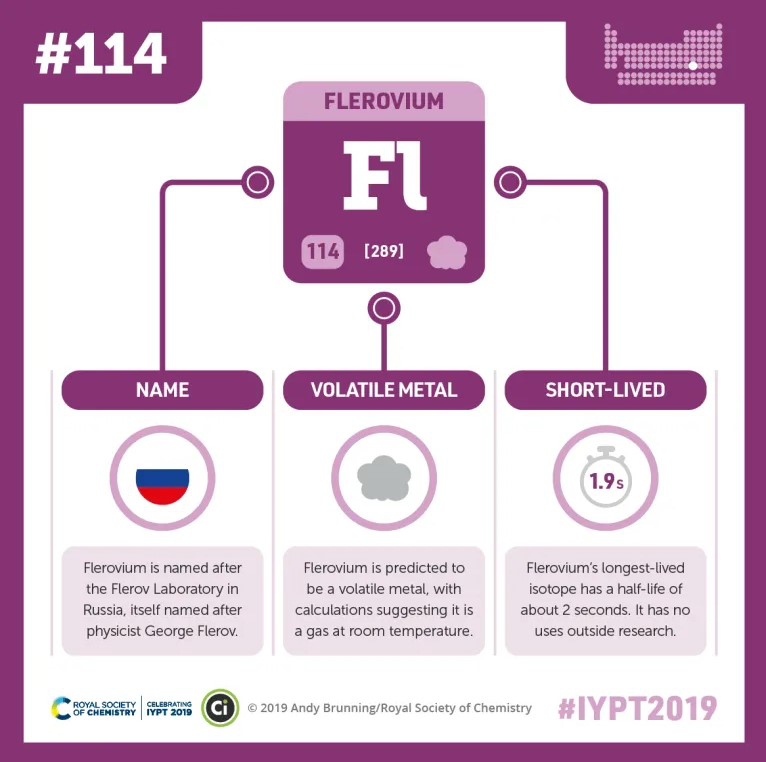 #114
FLEROVIUM
Fl
114 [289]
NAME
Flerovium is named after
the Flerov Laboratory in
Russia, itself named after
physicist George Flerov.
VOLATILE METAL
Flerovium is predicted to
be a volatile metal, with
calculations suggesting it is
a gas at room temperature.
SHORT-LIVED
1.9s
Flerovium's longest-lived
isotope has a half-life of
about 2 seconds. It has no
uses outside research.
ROYAL SOCIETY
OF CHEMISTRY
CELEBRATING
IYPT 2019
Ci
© 2019 Andy Brunning/Royal Society of Chemistry
#IYPT2019